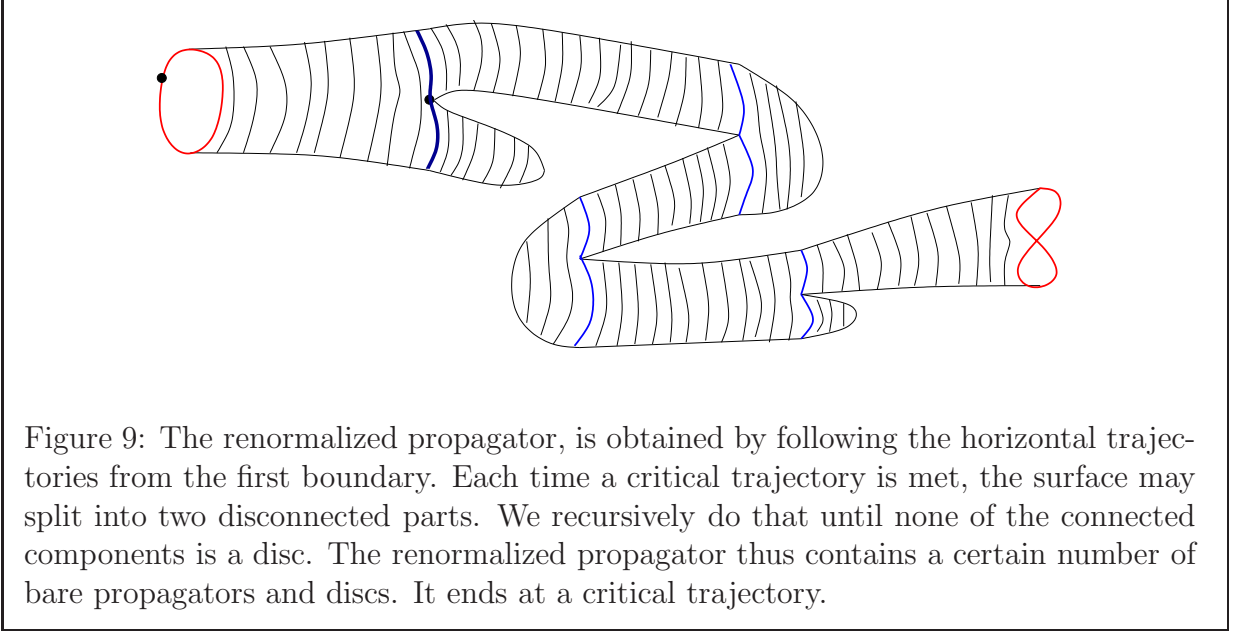 Figure 9: The renormalized propagator, is obtained by following the horizontal trajec-
tories from the first boundary. Each time a critical trajectory is met, the surface may
split into two disconnected parts. We recursively do that until none of the connected
components is a disc. The renormalized propagator thus contains a certain number of
bare propagators and discs. It ends at a critical trajectory.